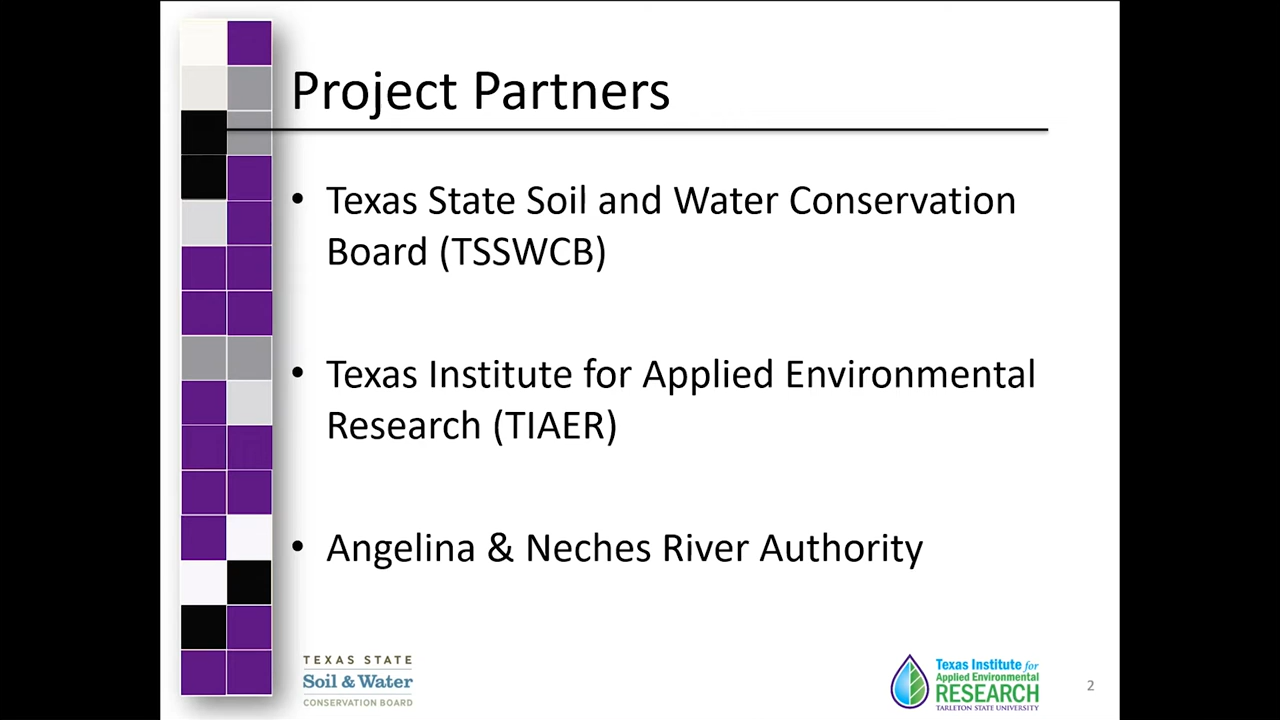 Project Partners
• Texas State Soil and Water Conservation
Board (TSSWCB)
• Texas Institute for Applied Environmental
Research (TIAER)
• Angelina & Neches River Authority
TEXAS STATE
Soil & Water
CONSERVATION BOARD
Texas Institute for
Applied Environmental
RESEARCH
TARLETON STATE UNIVERSITY
2